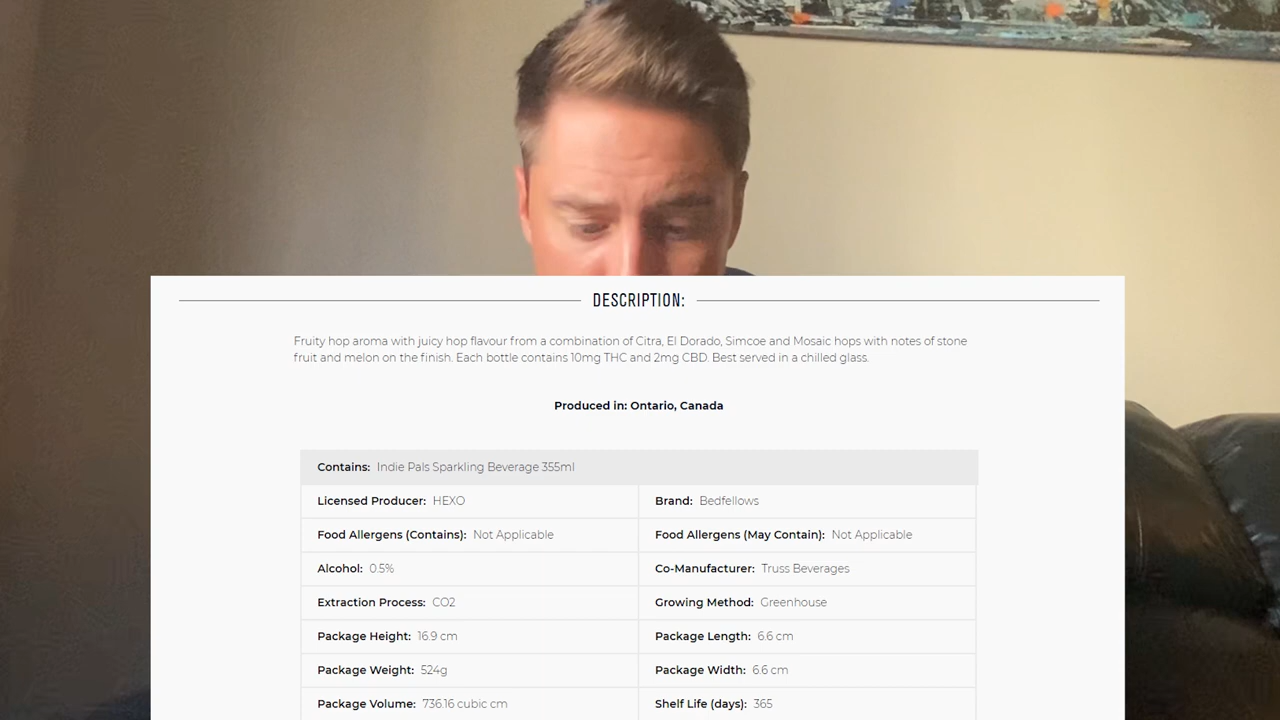 DESCRIPTION:
Fruity hop aroma with juicy hop flavour from a combination of Citra, El Dorado, Simcoe and Mosaic hops with notes of stone
fruit and melon on the finish. Each bottle contains 10mg THC and 2mg CBD. Best served in a chilled glass.
Produced in: Ontario, Canada
Contains: Indie Pals Sparkling Beverage 355ml
Licensed Producer: HEXO Brand: Bedfellows
Food Allergens (Contains): Not Applicable Food Allergens (May Contain): Not Applicable
Alcohol: 0.5% Co-Manufacturer: Truss Beverages
Extraction Process: CO2 Growing Method: Greenhouse
Package Height: 16.9 cm Package Length: 6.6 cm
Package Weight: 524g Package Width: 6.6 cm
Package Volume: 736.16 cubic cm Shelf Life (days): 365